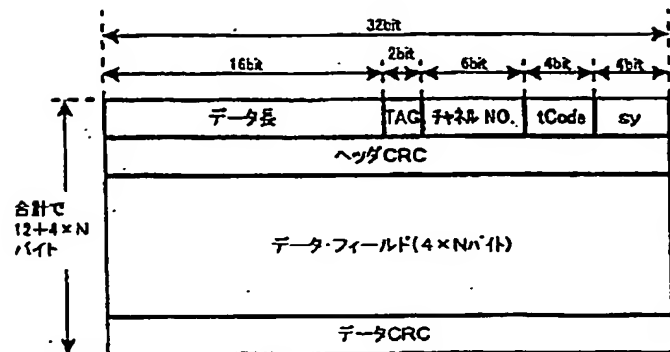 32bit
16bit 2bit 6bit 4bit 4bit
データ長 TAG チャネル NO. tCode sy
ヘッダCRC
合計で
12+4×N
バイト
データ・フィールド(4×Nバイト)
データCRC